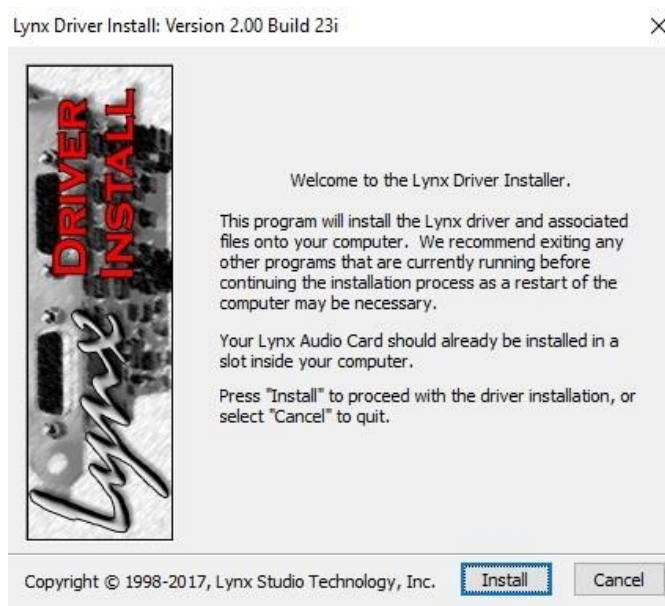 Lynx Driver Install: Version 2.00 Build 23i
DRIVER
INSTALL
Lynx
Welcome to the Lynx Driver Installer.
This program will install the Lynx driver and associated
files onto your computer.  We recommend exiting any
other programs that are currently running before
continuing the installation process as a restart of the
computer may be necessary.
Your Lynx Audio Card should already be installed in a
slot inside your computer.
Press "Install" to proceed with the driver installation, or
select "Cancel" to quit.
Copyright © 1998-2017, Lynx Studio Technology, Inc.
Install
Cancel